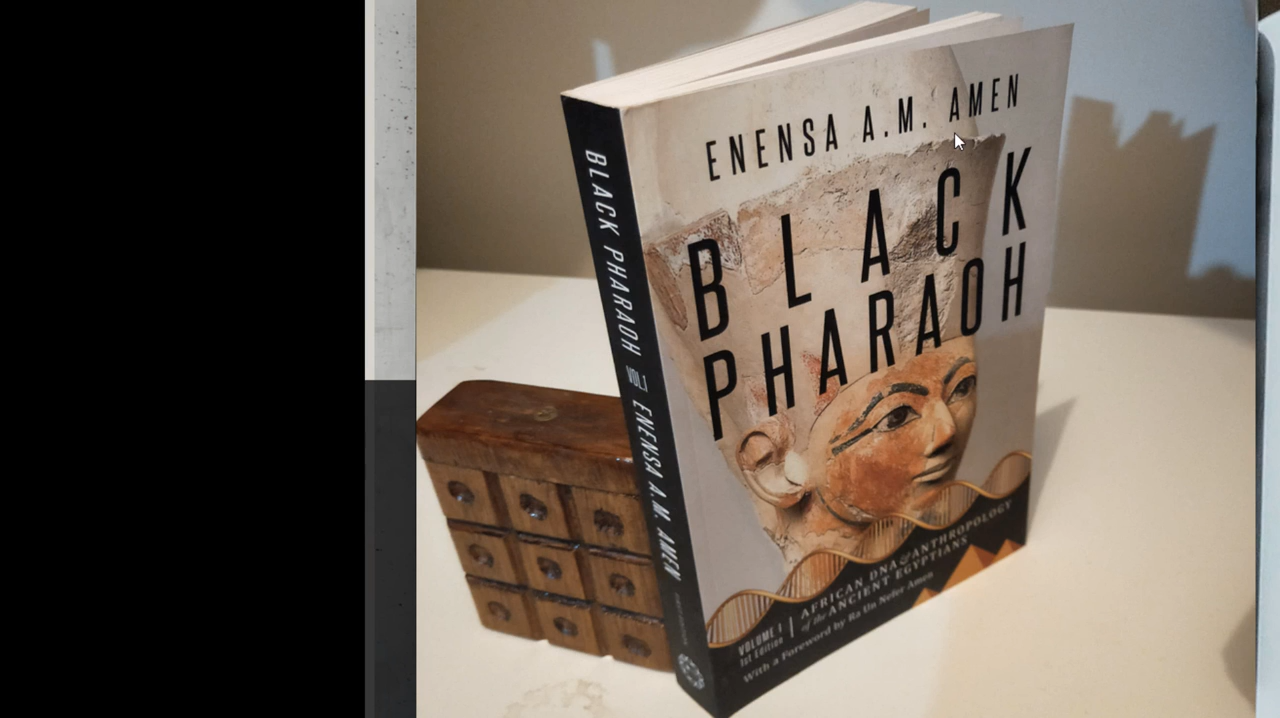 ENENSA A.M. AMEN
BLACK
PHARAOH
AFRICAN DNA & ANTHROPOLOGY
of the ANCIENT EGYPTIANS
VOLUME I
1st Edition
With a Foreword by Ra Un Nefer Amen
BLACK PHARAOH VOL.1 ENENSA A.M. AMEN